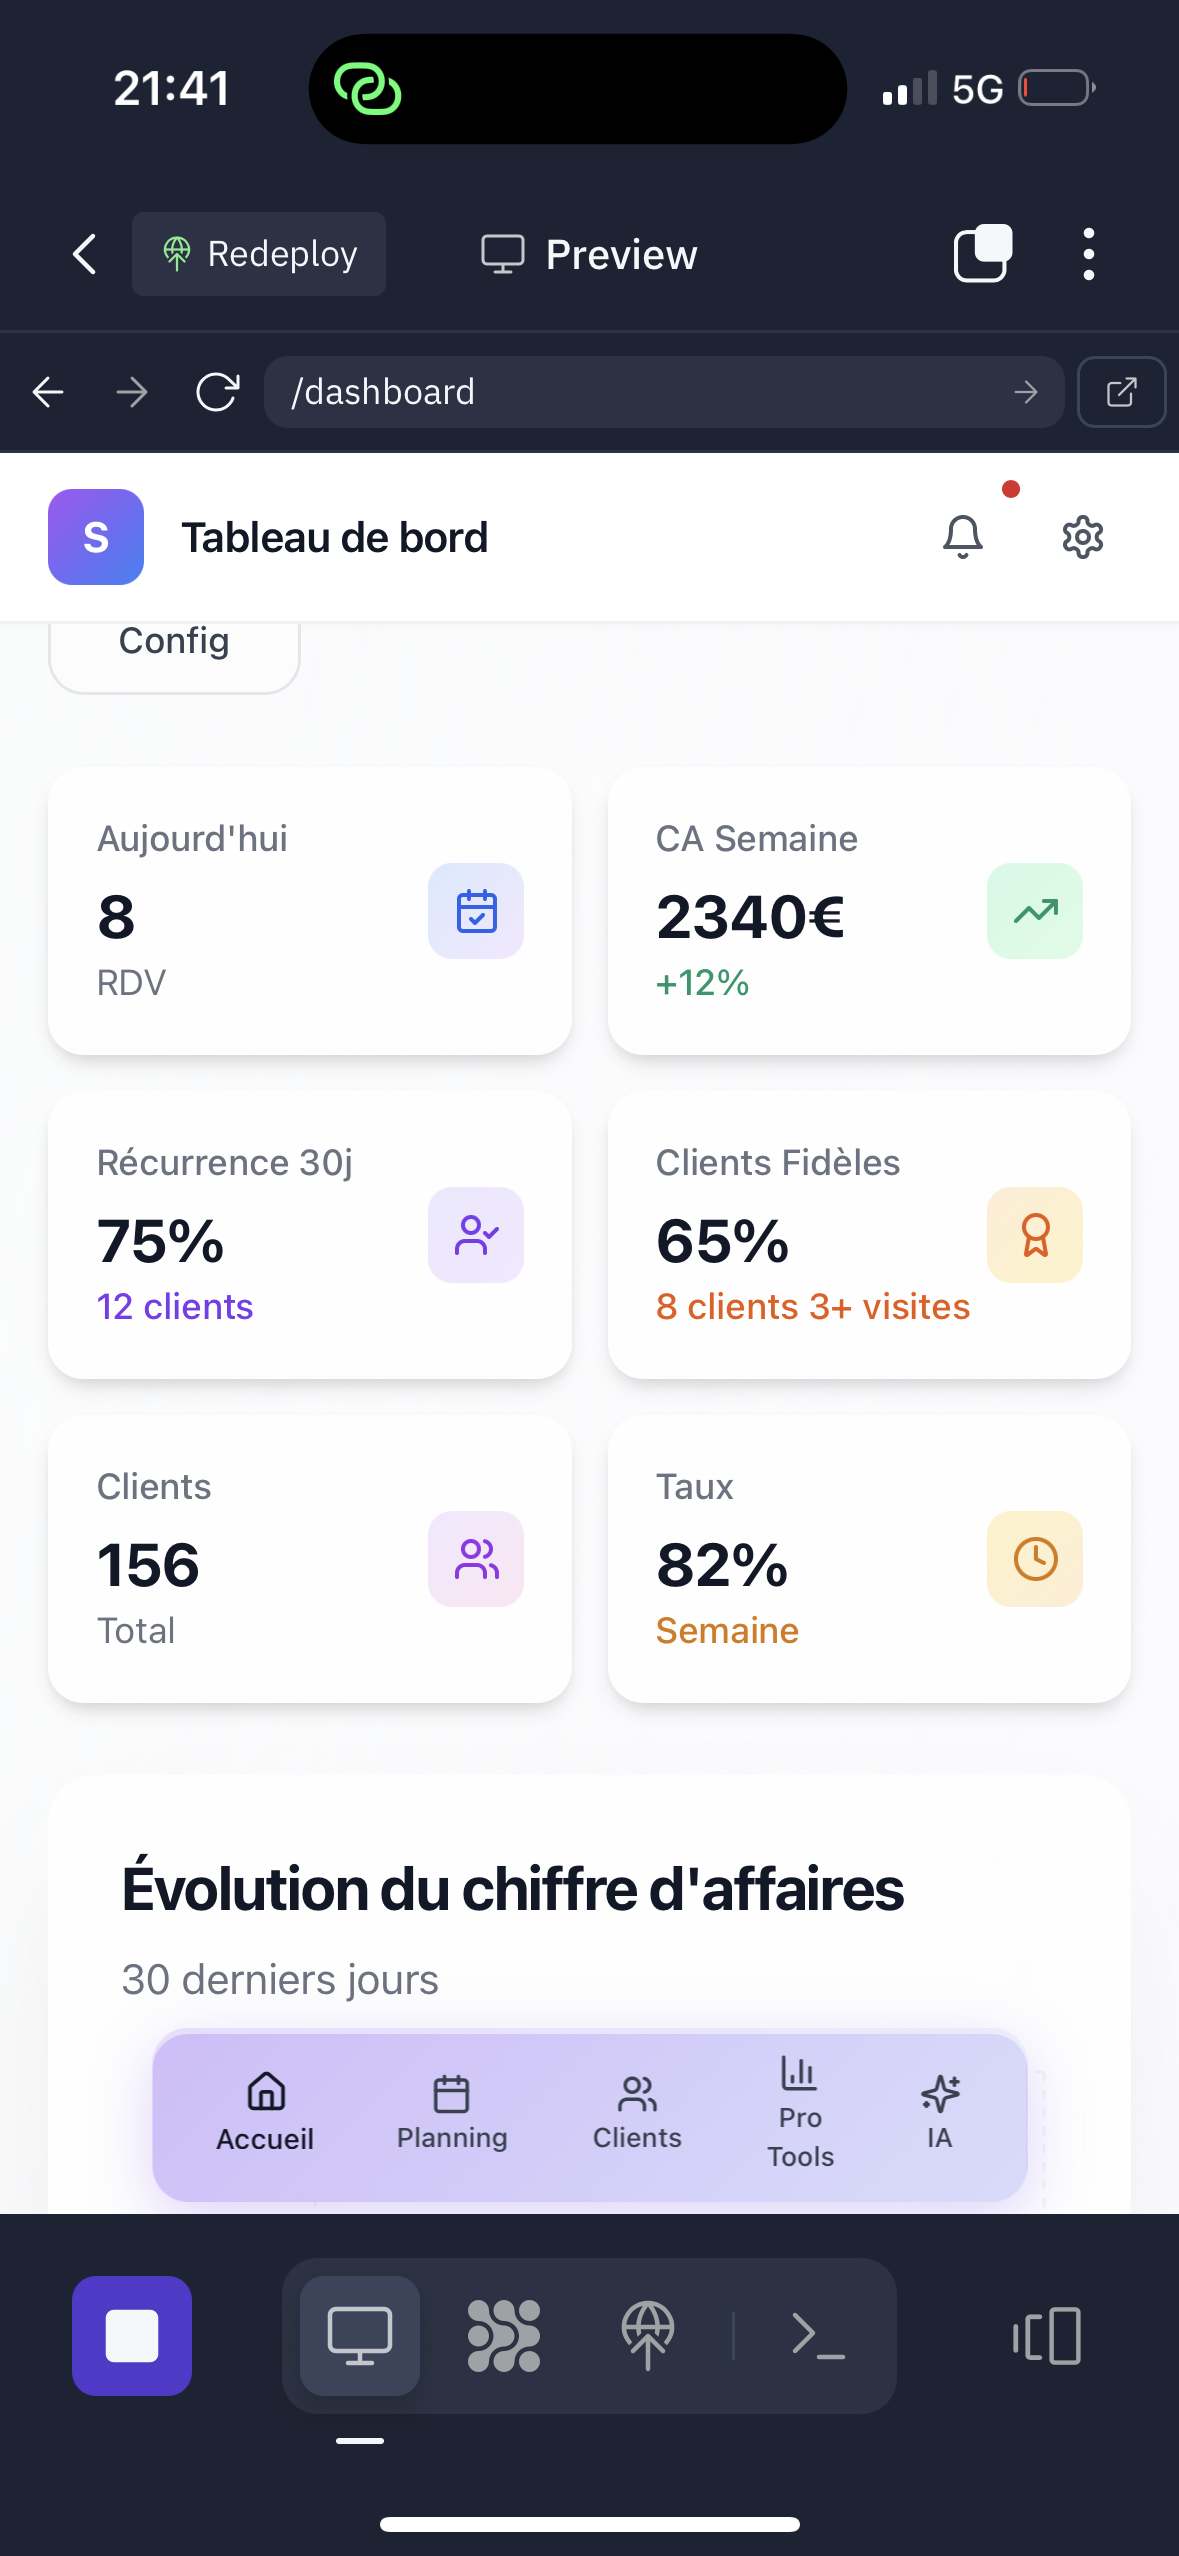 21:41
5G
Redeploy
Preview
/dashboard
S
Tableau de bord
Config
Aujourd'hui
8
RDV
CA Semaine
2340€
+12%
Récurrence 30j
75%
12 clients
Clients Fidèles
65%
8 clients 3+ visites
Clients
156
Total
Taux
82%
Semaine
Évolution du chiffre d'affaires
30 derniers jours
Accueil
Planning
Clients
Pro
Tools
IA